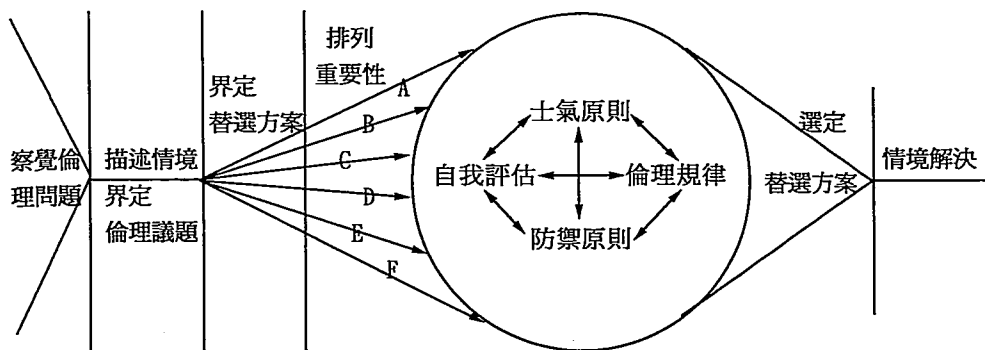 察覺倫
理問題
描述情境
界定
倫理議題
界定
替選方案
排列
重要性
A
B
C
D
E
F
士氣原則
自我評估
倫理規律
防禦原則
選定
替選方案
情境解決